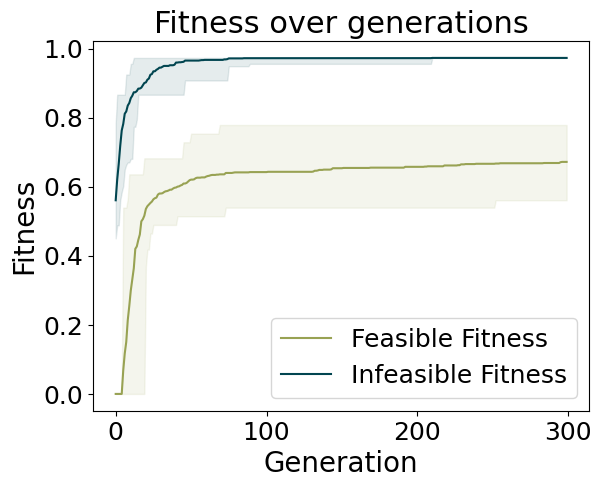 Fitness over generations
1.0
0.8
0.6
0.4
0.2
0.0
Fitness
Feasible Fitness
Infeasible Fitness
0 100 200 300
Generation